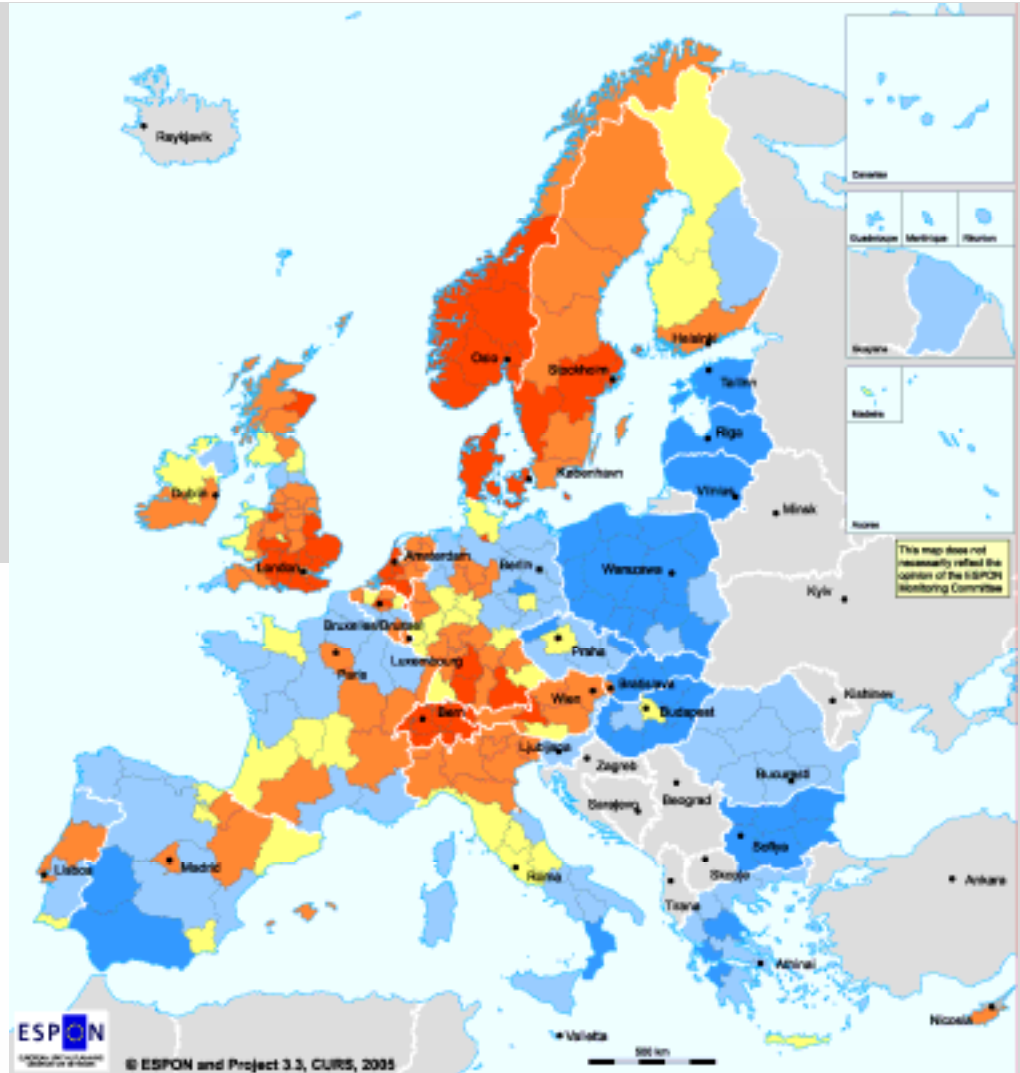 Reykjavik
Canarias
Guadeloupe
Martinique
Réunion
Guyane
Helsinki
Oslo
Stockholm
Tallinn
Madeira
Riga
København
Dublin
Vilnius
Minsk
Acores
This map does not
necessarily reflect the
opinion of the ESPON
Monitoring Committee
Amsterdam
Berlin
Warszawa
London
Kyiv
Bruxelles/Brussel
Praha
Luxembourg
Paris
Wien
Bratislava
Kishinev
Bern
Budapest
Ljubljana
Zagreb
Bucuresti
Sarajevo
Beograd
Sofiya
Lisboa
Madrid
Roma
Skopje
Ankara
Tirana
Athinai
Nicosia
ESPON
Valletta
500 km
© ESPON and Project 3.3, CURS, 2005